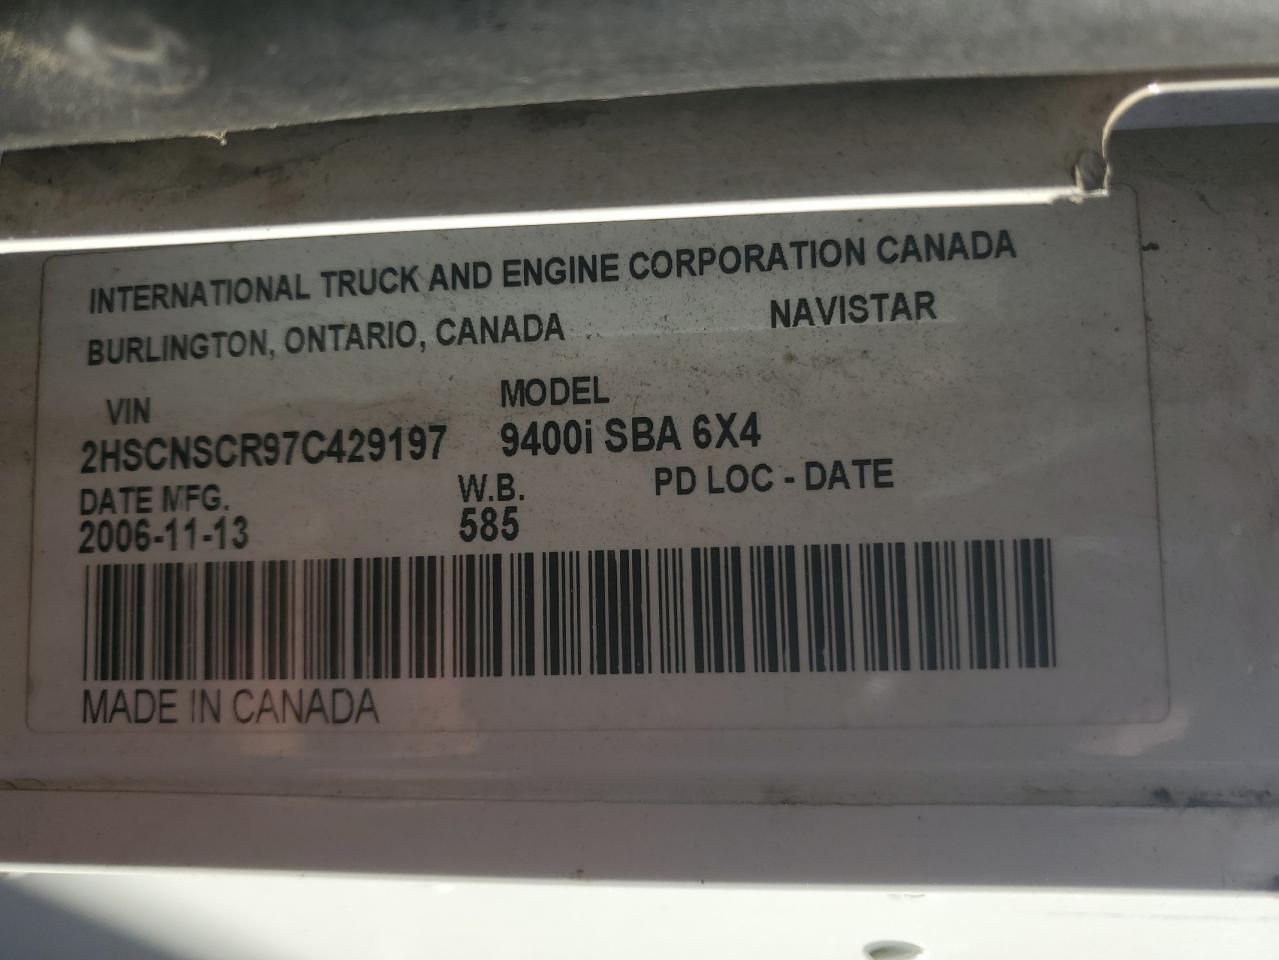 INTERNATIONAL TRUCK AND ENGINE CORPORATION CANADA
BURLINGTON, ONTARIO, CANADA NAVISTAR
VIN MODEL
2HSCNSCR97C429197 9400i SBA 6X4
DATE MFG. W.B. PD LOC - DATE
2006-11-13 585
MADE IN CANADA